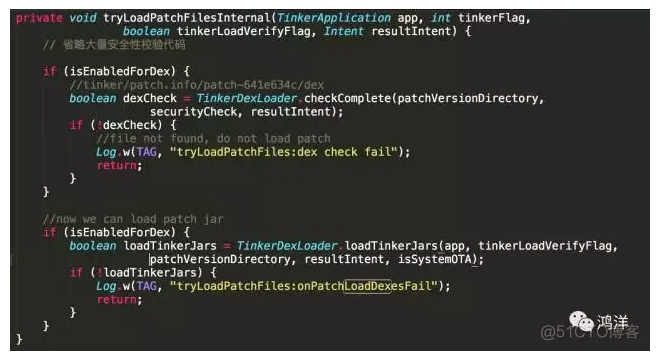 private void tryLoadPatchFilesInternal(TinkerApplication app, int tinkerFlag,
boolean tinkerLoadVerifyFlag, Intent resultIntent) {
// 省略大量安全性校验代码
if (isEnabledForDex) {
//tinker/patch.info/patch-641e634c/dex
boolean dexCheck = TinkerDexLoader.checkComplete(patchVersionDirectory,
securityCheck, resultIntent);
if (!dexCheck) {
//file not found, do not load patch
Log.w(TAG, "tryLoadPatchFiles:dex check fail");
return;
}
}
//now we can load patch jar
if (isEnabledForDex) {
boolean loadTinkerJars = TinkerDexLoader.loadTinkerJars(app, tinkerLoadVerifyFlag,
patchVersionDirectory, resultIntent, isSystemOTA);
if (!loadTinkerJars) {
Log.w(TAG, "tryLoadPatchFiles:onPatchLoadDexesFail");
return;
}
}
}
鸿洋
@51CTO博客